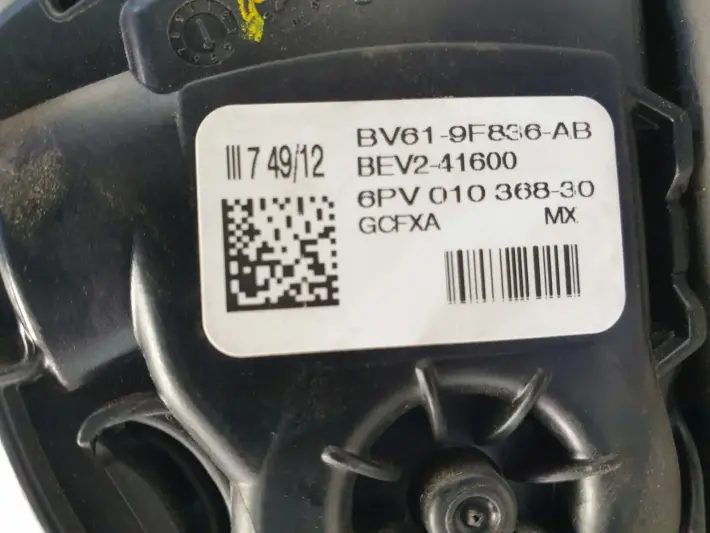 III 7 49/12
BV61-9F836-AB
BEV2-41600
6PV 010 368-30
GCFXA MX